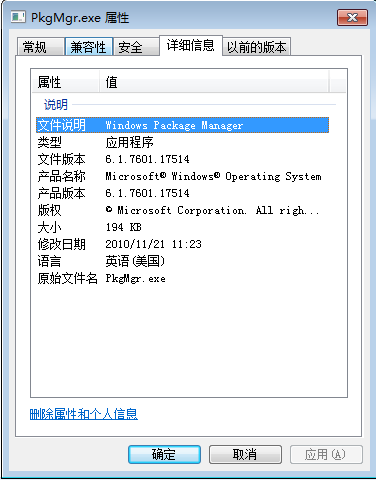 PkgMgr.exe 属性
常规 兼容性 安全 详细信息 以前的版本
属性 值
说明
文件说明 Windows Package Manager
类型 应用程序
文件版本 6.1.7601.17514
产品名称 Microsoft® Windows® Operating System
产品版本 6.1.7601.17514
版权 © Microsoft Corporation. All righ...
大小 194 KB
修改日期 2010/11/21 11:23
语言 英语(美国)
原始文件名 PkgMgr.exe
删除属性和个人信息
确定 取消 应用(A)